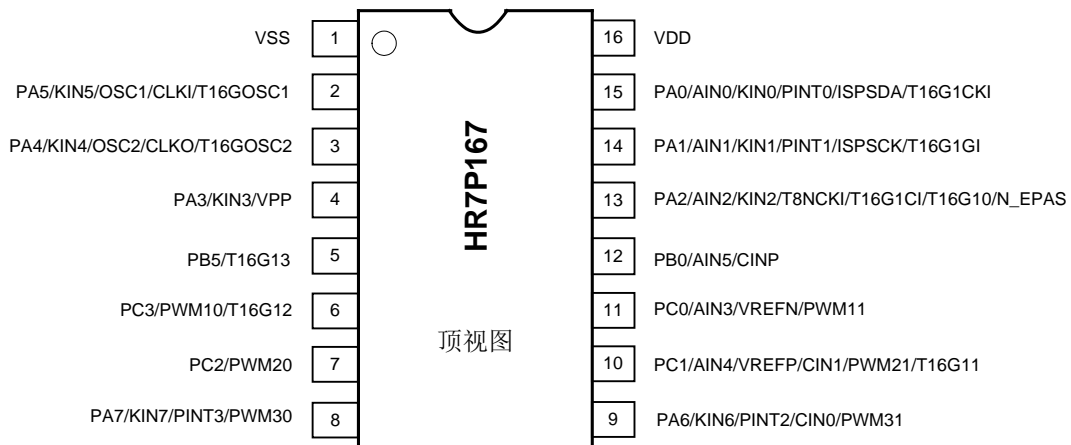 VSS 1 16 VDD
PA5/KIN5/OSC1/CLKI/T16GOSC1 2 15 PA0/AIN0/KIN0/PINT0/ISPSDA/T16G1CKI
PA4/KIN4/OSC2/CLKO/T16GOSC2 3 14 PA1/AIN1/KIN1/PINT1/ISPSCK/T16G1GI
PA3/KIN3/VPP 4 13 PA2/AIN2/KIN2/T8NCKI/T16G1CI/T16G10/N_EPAS
HR7P167
PB5/T16G13 5 12 PB0/AIN5/CINP
PC3/PWM10/T16G12 6 11 PC0/AIN3/VREFN/PWM11
顶视图
PC2/PWM20 7 10 PC1/AIN4/VREFP/CIN1/PWM21/T16G11
PA7/KIN7/PINT3/PWM30 8 9 PA6/KIN6/PINT2/CIN0/PWM31